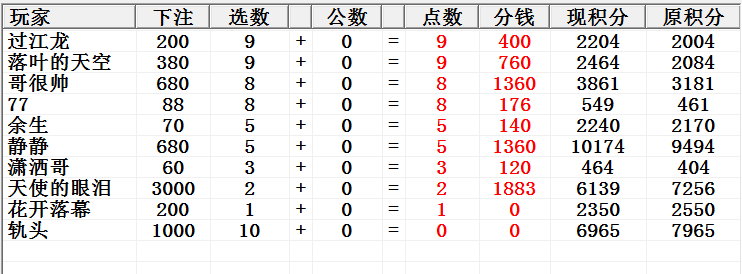 玩家 下注 选数 公数 点数 分钱 现积分 原积分
过江龙 200 9 + 0 = 9 400 2204 2004
落叶的天空 380 9 + 0 = 9 760 2464 2084
哥很帅 680 8 + 0 = 8 1360 3861 3181
77 88 8 + 0 = 8 176 549 461
余生 70 5 + 0 = 5 140 2240 2170
静静 680 5 + 0 = 5 1360 10174 9494
潇洒哥 60 3 + 0 = 3 120 464 404
天使的眼泪 3000 2 + 0 = 2 1883 6139 7256
花开落幕 200 1 + 0 = 1 0 2350 2550
轨头 1000 10 + 0 = 0 0 6965 7965